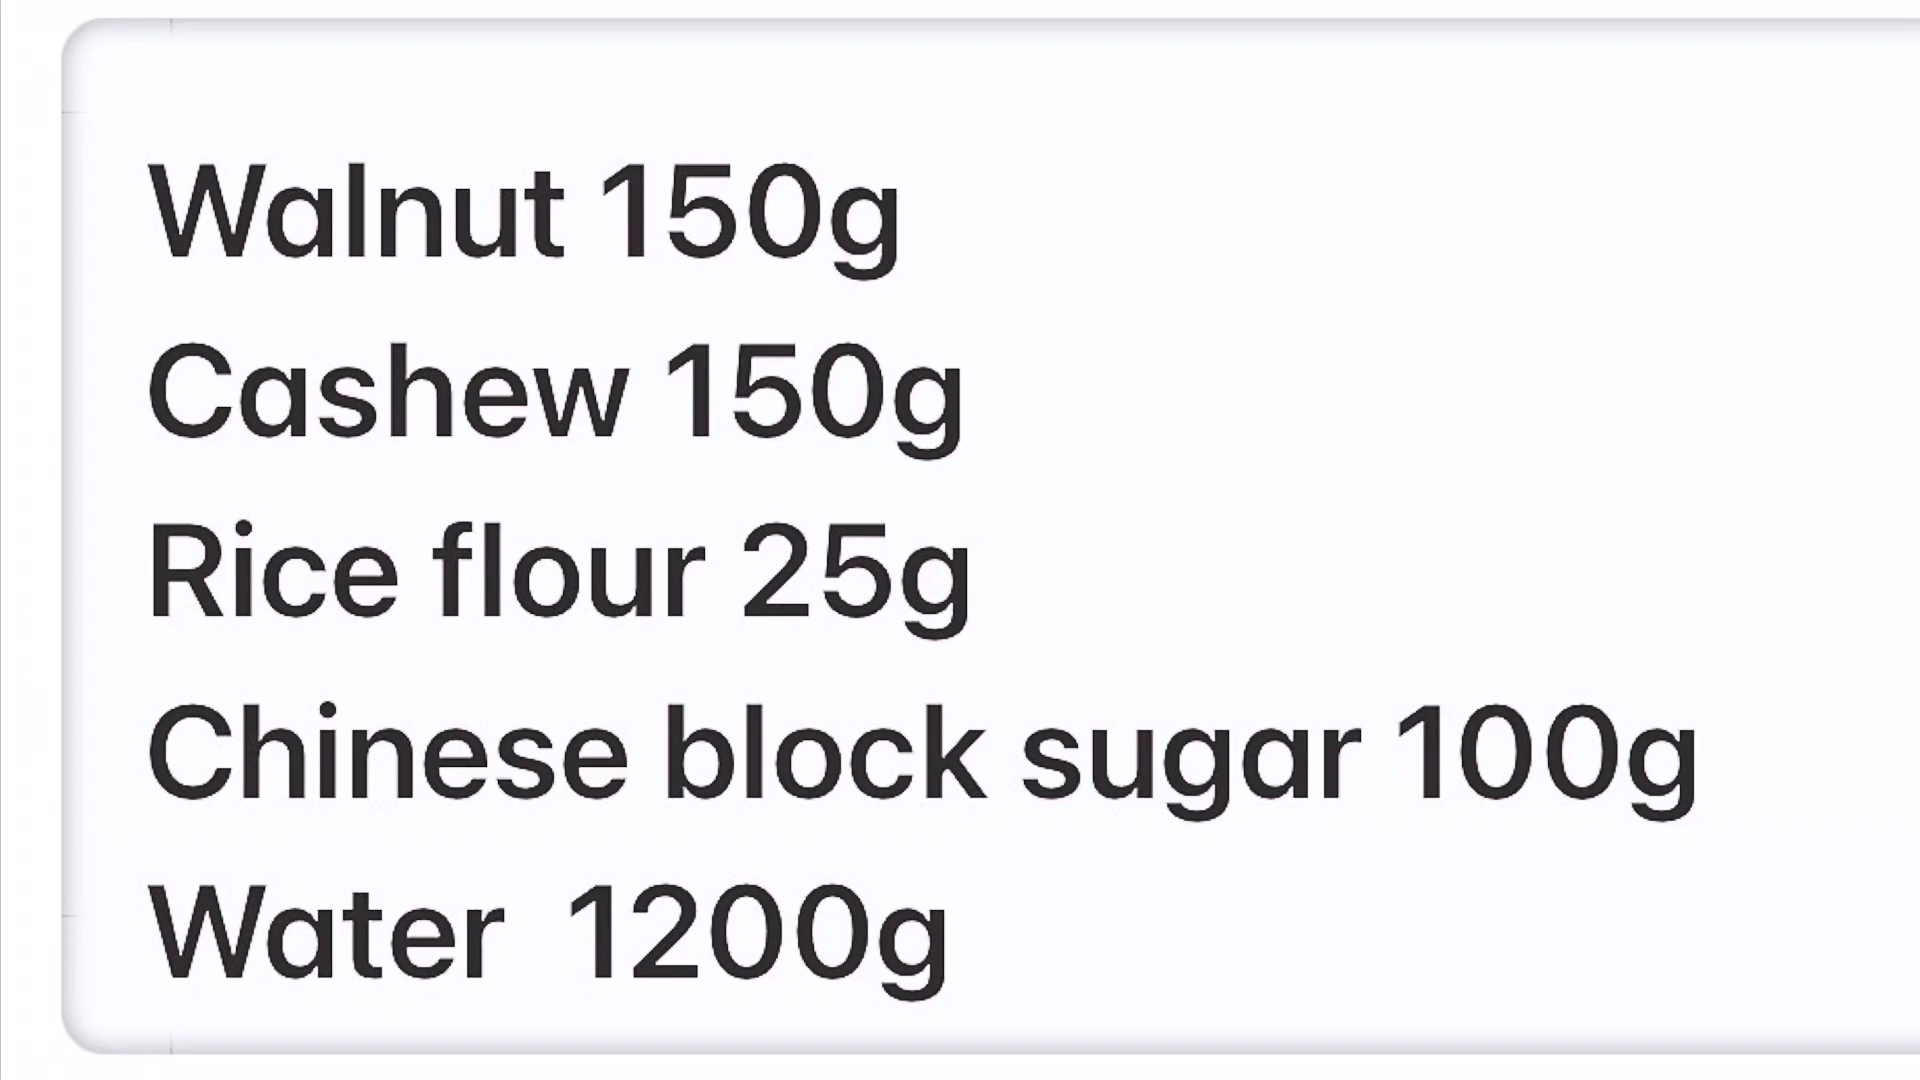 Walnut 150g
Cashew 150g
Rice flour 25g
Chinese block sugar 100g
Water  1200g